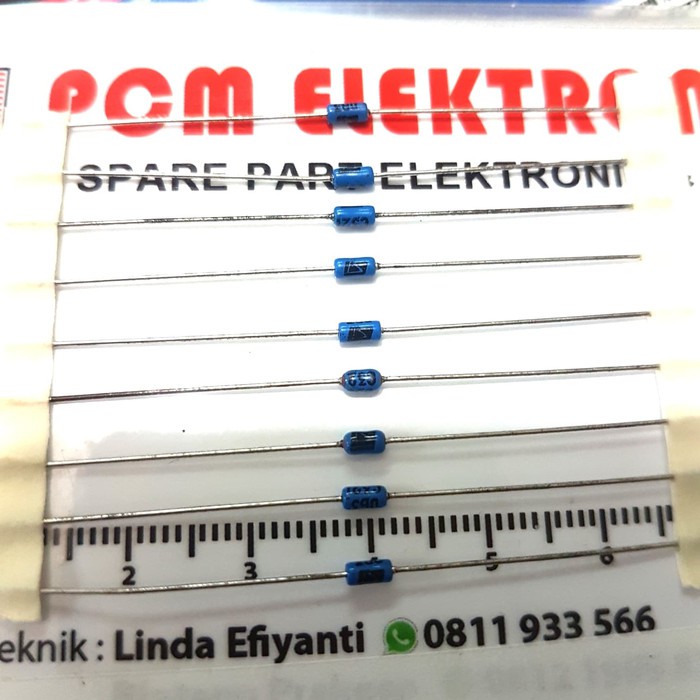 PCM ELEKTRO
SPARE PART ELEKTRONI
2 3 4 5 6
eknik : Linda Efiyanti 0811 933 566